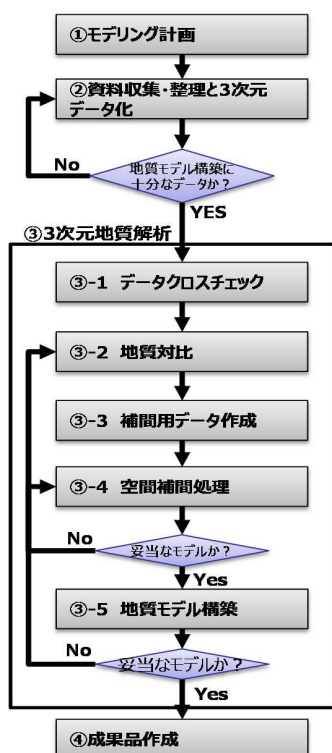 ①モデリング計画
②資料収集・整理と3次元
データ化
No
地質モデル構築に
十分なデータか？
YES
③3次元地質解析
③-1 データクロスチェック
③-2 地質対比
③-3 補間用データ作成
③-4 空間補間処理
No
妥当なモデルか？
Yes
③-5 地質モデル構築
No
妥当なモデルか？
Yes
④成果品作成